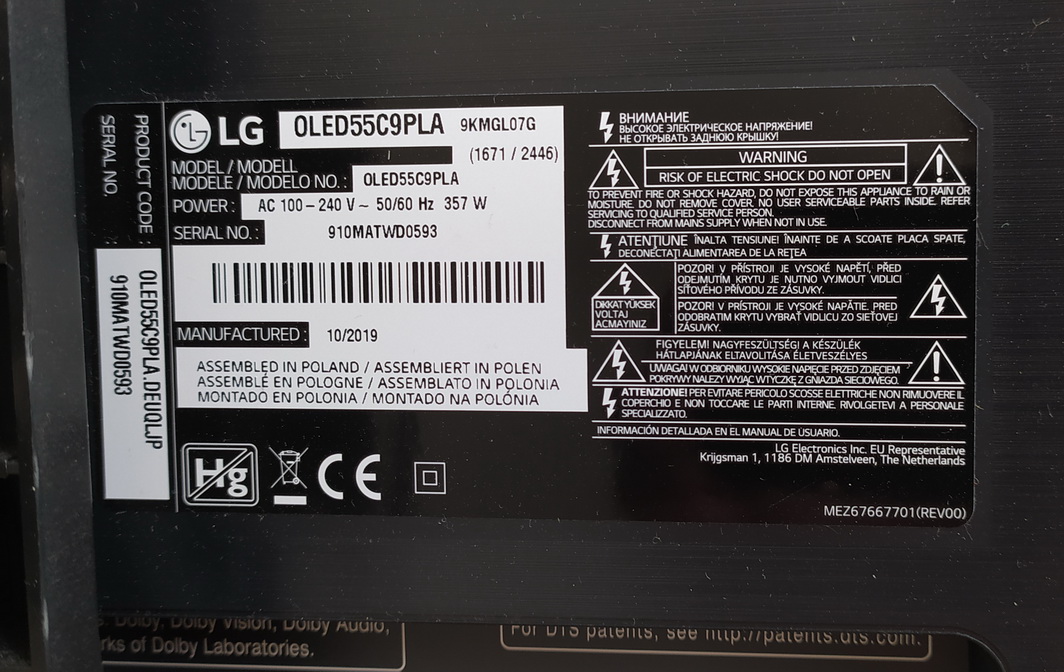 PRODUCT CODE :
SERIAL NO. :
OLED55C9PLA.DEUQLJP
910MATWD0593
LG OLED55C9PLA 9KMGL07G
(1671 / 2446)
MODEL / MODELL
MODELE / MODELO NO. : OLED55C9PLA
POWER : AC 100 – 240 V ~ 50/60 Hz 357 W
SERIAL NO. : 910MATWD0593
MANUFACTURED : 10/2019
ASSEMBLED IN POLAND / ASSEMBLIERT IN POLEN
ASSEMBLÉ EN POLOGNE / ASSEMBLATO IN POLONIA
MONTADO EN POLONIA / MONTADO NA POLÓNIA
Hg
CE
ВНИМАНИЕ
ВЫСОКОЕ ЭЛЕКТРИЧЕСКОЕ НАПРЯЖЕНИЕ!
НЕ ОТКРЫВАТЬ ЗАДНЮЮ КРЫШКУ!
WARNING
RISK OF ELECTRIC SHOCK DO NOT OPEN
TO PREVENT FIRE OR SHOCK HAZARD, DO NOT EXPOSE THIS APPLIANCE TO RAIN OR
MOISTURE. DO NOT REMOVE COVER. NO USER SERVICEABLE PARTS INSIDE. REFER
SERVICING TO QUALIFIED SERVICE PERSON.
DISCONNECT FROM MAINS SUPPLY WHEN NOT IN USE.
ATENŢIUNE ÎNALTA TENSIUNE! ÎNAINTE DE A SCOATE PLACA SPATE,
DECONECTAŢI ALIMENTAREA DE LA REŢEA
DIKKAT YÜKSEK
VOLTAJ
AÇMAYINIZ
POZOR! V PŘÍSTROJI JE VYSOKÉ NAPĚTÍ, PŘED
ODEJMUTÍM KRYTU JE NUTNO VYJMOUT VIDLICI
SÍŤOVÉHO PŘÍVODU ZE ZÁSUVKY.
POZOR! V PRÍSTROJI JE VYSOKÉ NAPÄTIE. PRED
ODOBRATIM KRYTU VYBRAŤ VIDLICU ZO SIEŤOVEJ
ZÁSUVKY.
FIGYELEM! NAGYFESZÜLTSÉG! A KÉSZÜLÉK
HÁTLAPJÁNAK ELTAVOLITÁSA ÉLETVESZÉLYES
UWAGA! W ODBIORNIKU WYSOKIE NAPIĘCIE PRZED ZDJĘCIEM
POKRYWY NALEŻY WYJĄĆ WTYCZKĘ Z GNIAZDA SIECIOWEGO.
ATTENZIONE! PER EVITARE PERICOLO SCOSSE ELETTRICHE NON RIMUOVERE IL
COPERCHIO E NON TOCCARE LE PARTI INTERNE. RIVOLGETEVI A PERSONALE
SPECIALIZZATO.
INFORMACIÓN DETALLADA EN EL MANUAL DE USUARIO.
LG Electronics Inc. EU Representative
Krijgsman 1, 1186 DM Amstelveen, The Netherlands
MEZ67667701(REV00)
Dolby, Dolby Vision, Dolby Audio,
rks of Dolby Laboratories.
For DTS patents, see http://patents.dts.com.